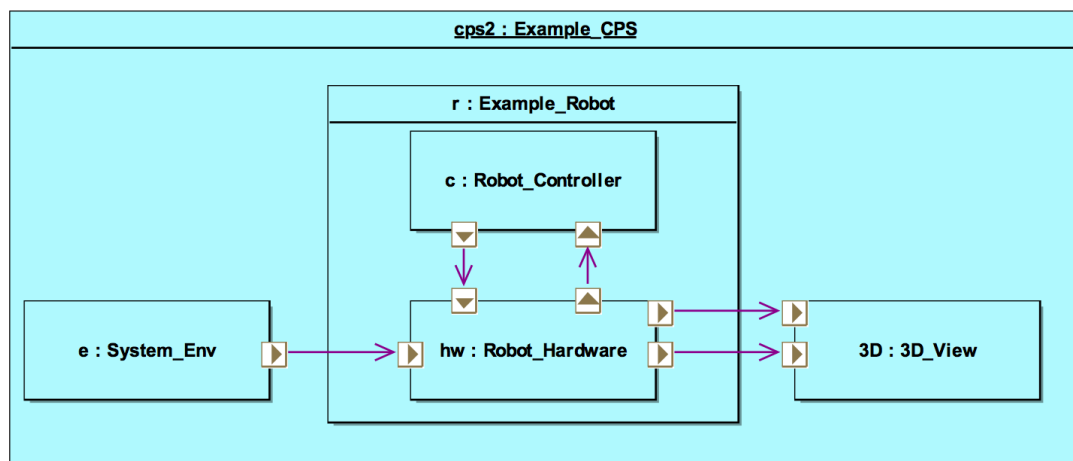 cps2 : Example_CPS
r : Example_Robot
c : Robot_Controller
e : System_Env
hw : Robot_Hardware
3D : 3D_View